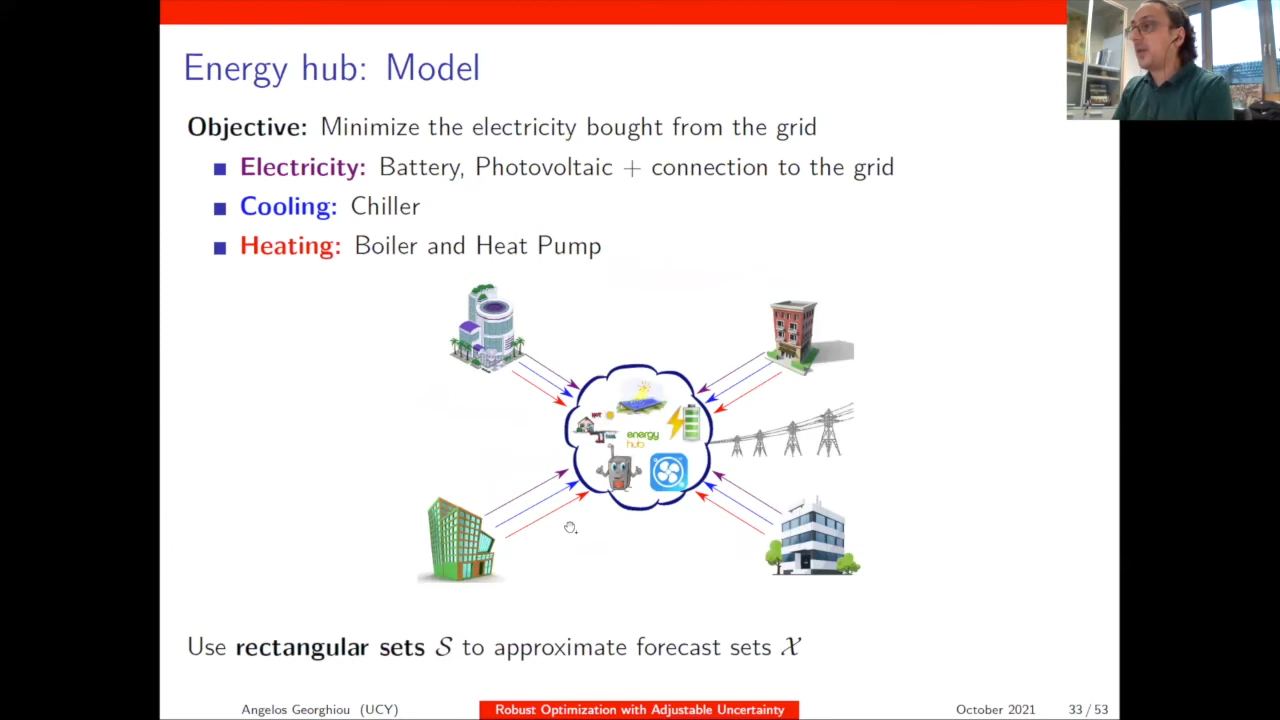 Energy hub: Model
Objective: Minimize the electricity bought from the grid
Electricity: Battery, Photovoltaic + connection to the grid
Cooling: Chiller
Heating: Boiler and Heat Pump
HOT
energy
hub
Use rectangular sets 𝒮 to approximate forecast sets 𝒳
Angelos Georghiou (UCY)
Robust Optimization with Adjustable Uncertainty
October 2021
33 / 53